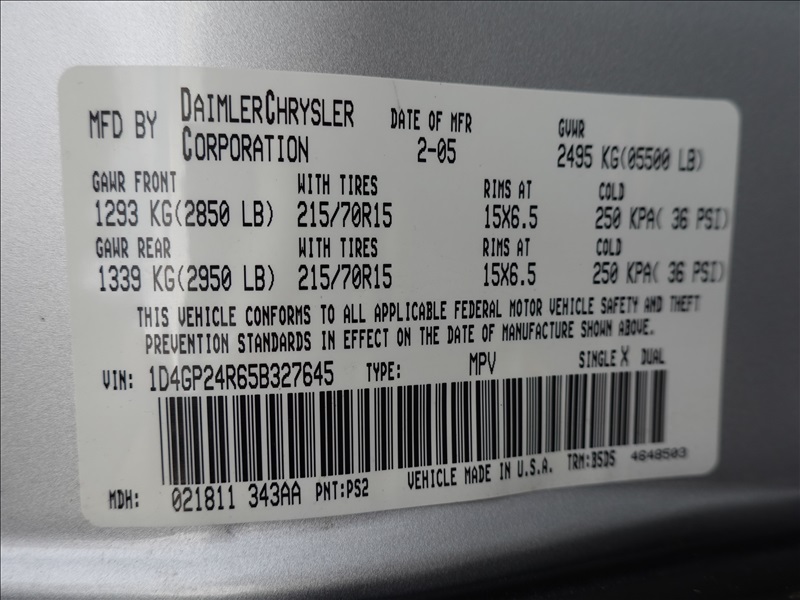 MFD BY DAIMLERCHRYSLER CORPORATION DATE OF MFR 2-05 GVWR 2495 KG(05500 LB)
GAWR FRONT WITH TIRES RIMS AT COLD
1293 KG(2850 LB) 215/70R15 15X6.5 250 KPA( 36 PSI)
GAWR REAR WITH TIRES RIMS AT COLD
1339 KG(2950 LB) 215/70R15 15X6.5 250 KPA( 36 PSI)
THIS VEHICLE CONFORMS TO ALL APPLICABLE FEDERAL MOTOR VEHICLE SAFETY AND THEFT
PREVENTION STANDARDS IN EFFECT ON THE DATE OF MANUFACTURE SHOWN ABOVE.
VIN: 1D4GP24R65B327645 TYPE: MPV SINGLE X DUAL
MDH: 021811 343AA PNT:PS2 VEHICLE MADE IN U.S.A. TRM:B5D5 4648503